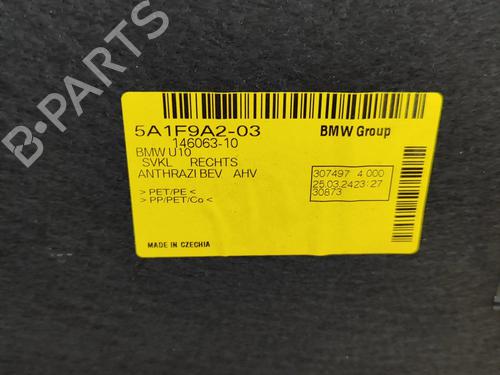 5A1F9A2-03 BMW Group
146063-10
BMW U10
SVKL RECHTS
ANTHRAZI BEV AHV
307497 4 000
25.03.2423:27
30873
> PET/PE <
> PP/PET/Co <
MADE IN CZECHIA
B-PARTS